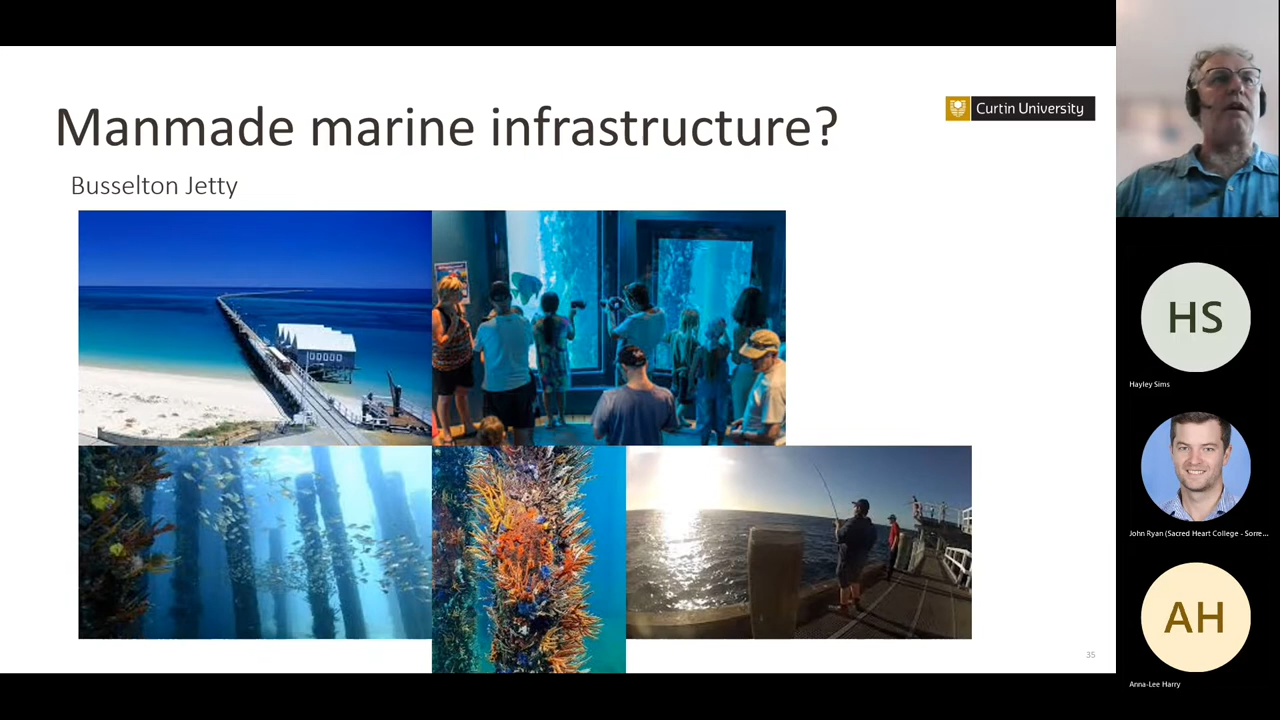 Manmade marine infrastructure?
Curtin University
Busselton Jetty
35
HS
Hayley Sims
John Ryan (Sacred Heart College - Sorre...
AH
Anna-Lee Harry